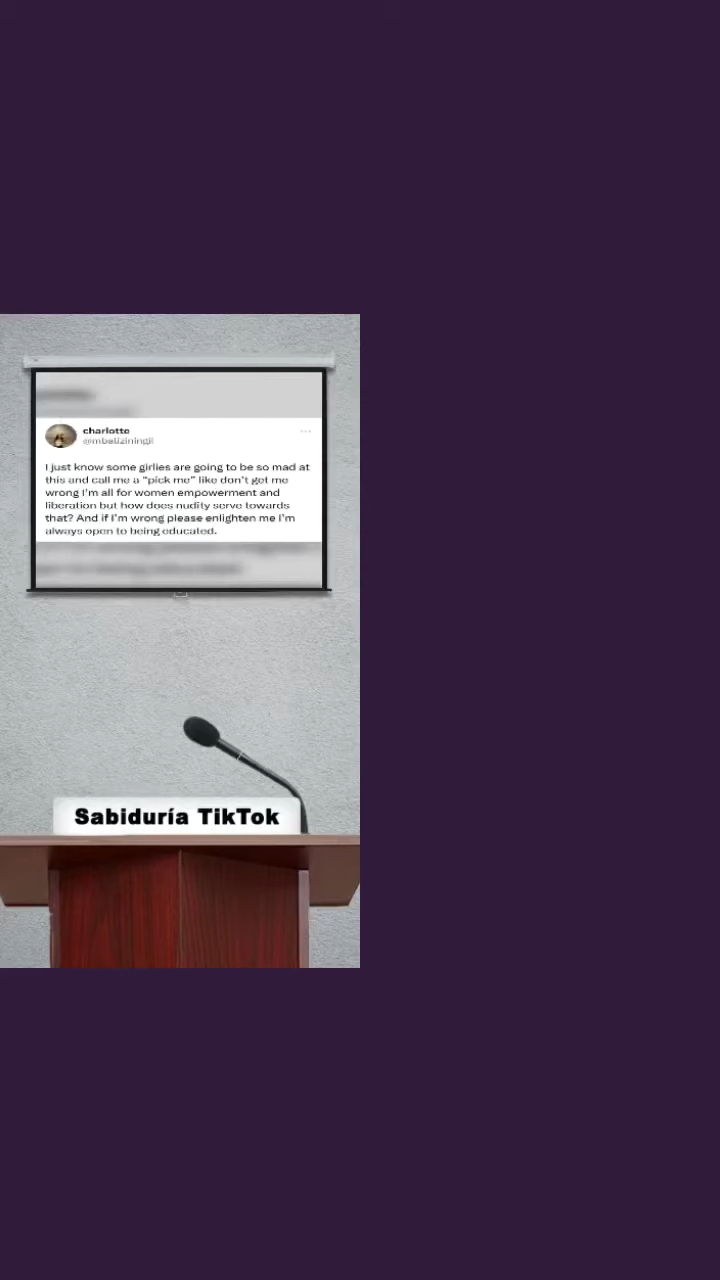 charlotte
@mbaliziningil
I just know some girlies are going to be so mad at
this and call me a "pick me" like don't get me
wrong I'm all for women empowerment and
liberation but how does nudity serve towards
that? And if I'm wrong please enlighten me I'm
always open to being educated.
Sabiduría TikTok